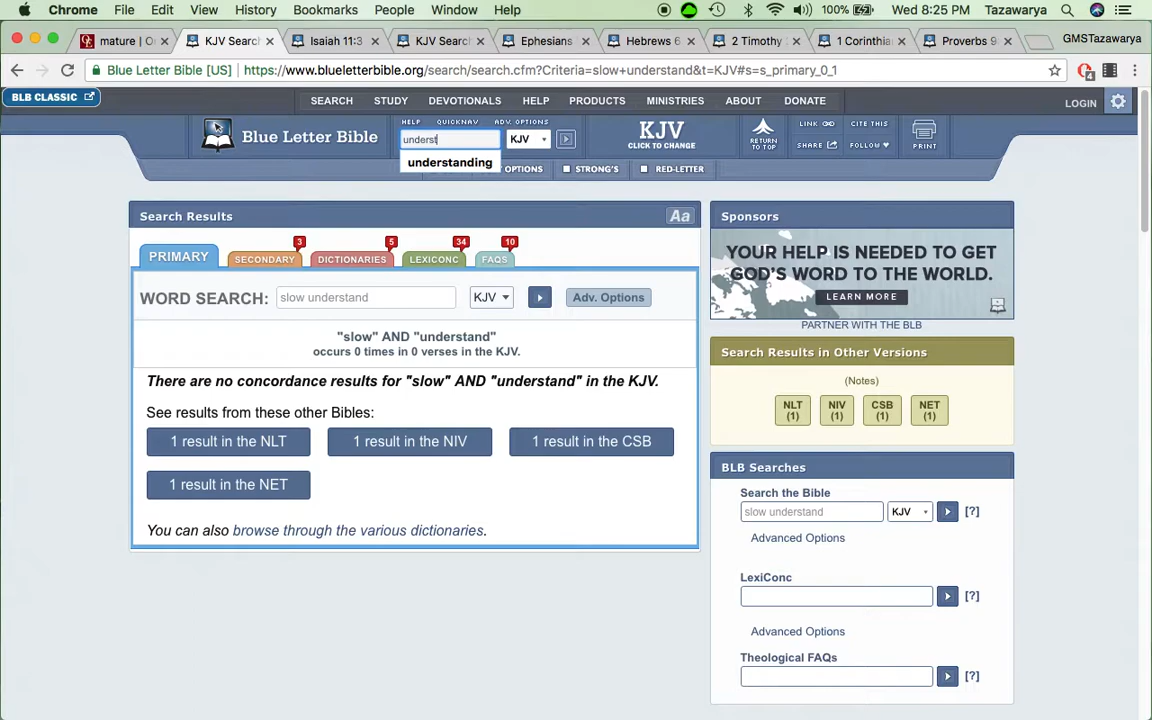 Chrome File Edit View History Bookmarks People Window Help 100% Wed 8:25 PM Tazawarya
mature | O
KJV Searc
Isaiah 11:3
KJV Searc
Ephesians
Hebrews 6
2 Timothy
1 Corinthia
Proverbs 9
GMSTazawarya
Blue Letter Bible [US] https://www.blueletterbible.org/search/search.cfm?Criteria=slow+understand&t=KJV#s=s_primary_0_1
4
BLB CLASSIC
SEARCH STUDY DEVOTIONALS HELP PRODUCTS MINISTRIES ABOUT DONATE LOGIN
HELP QUICKNAV ADV. OPTIONS
Blue Letter Bible
underst KJV
understanding
KJV
CLICK TO CHANGE
RETURN
TO TOP
LINK CITE THIS
SHARE FOLLOW
PRINT
OPTIONS STRONG'S RED-LETTER
Search Results Aa
PRIMARY
SECONDARY 3
DICTIONARIES 5
LEXICONC 34
FAQS 10
WORD SEARCH: slow understand KJV Adv. Options
"slow" AND "understand"
occurs 0 times in 0 verses in the KJV.
There are no concordance results for "slow" AND "understand" in the KJV.
See results from these other Bibles:
1 result in the NLT 1 result in the NIV 1 result in the CSB
1 result in the NET
You can also browse through the various dictionaries.
Sponsors
YOUR HELP IS NEEDED TO GET
GOD'S WORD TO THE WORLD.
LEARN MORE
PARTNER WITH THE BLB
Search Results in Other Versions
(Notes)
NLT NIV CSB NET
(1) (1) (1) (1)
BLB Searches
Search the Bible
slow understand KJV [?]
Advanced Options
LexiConc
[?]
Advanced Options
Theological FAQs
[?]